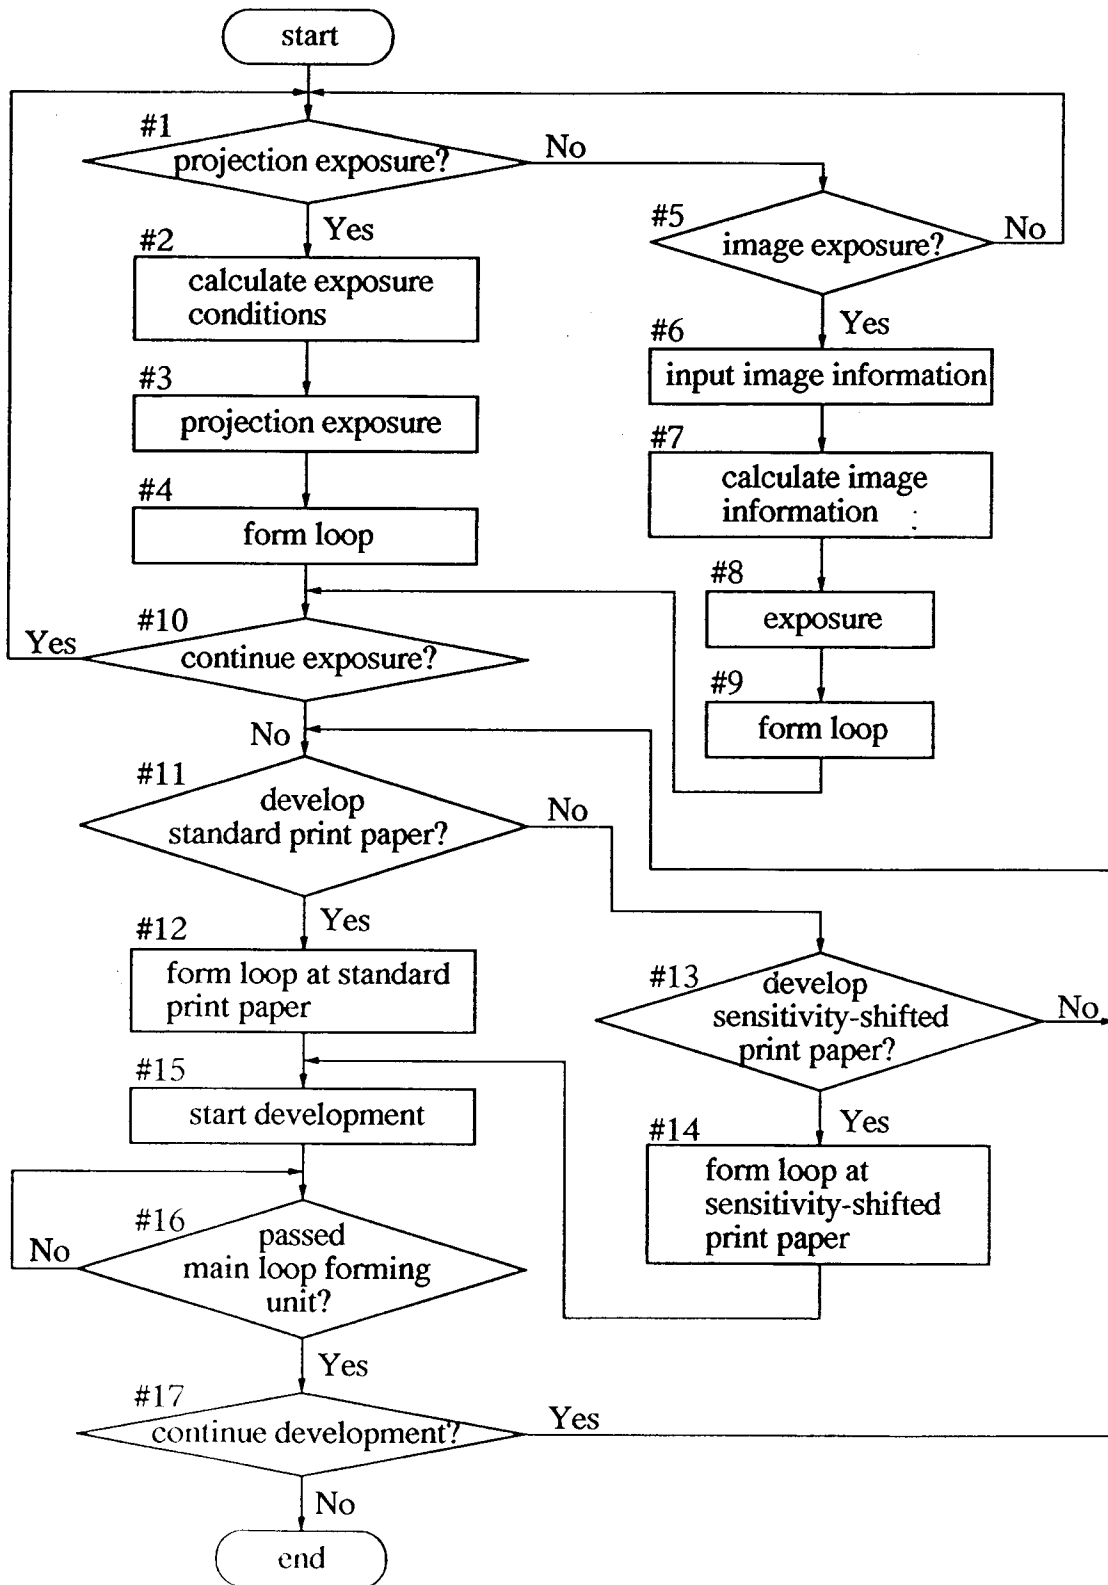 start
#1
projection exposure?
No
Yes
#2
calculate exposure
conditions
#3
projection exposure
#4
form loop
#5
image exposure?
No
Yes
#6
input image information
#7
calculate image
information
#8
exposure
#9
form loop
#10
Yes
continue exposure?
No
#11
develop
standard print paper?
No
Yes
#12
form loop at standard
print paper
#13
develop
sensitivity-shifted
print paper?
No
Yes
#14
form loop at
sensitivity-shifted
print paper
#15
start development
#16
No
passed
main loop forming
unit?
Yes
#17
continue development?
Yes
No
end